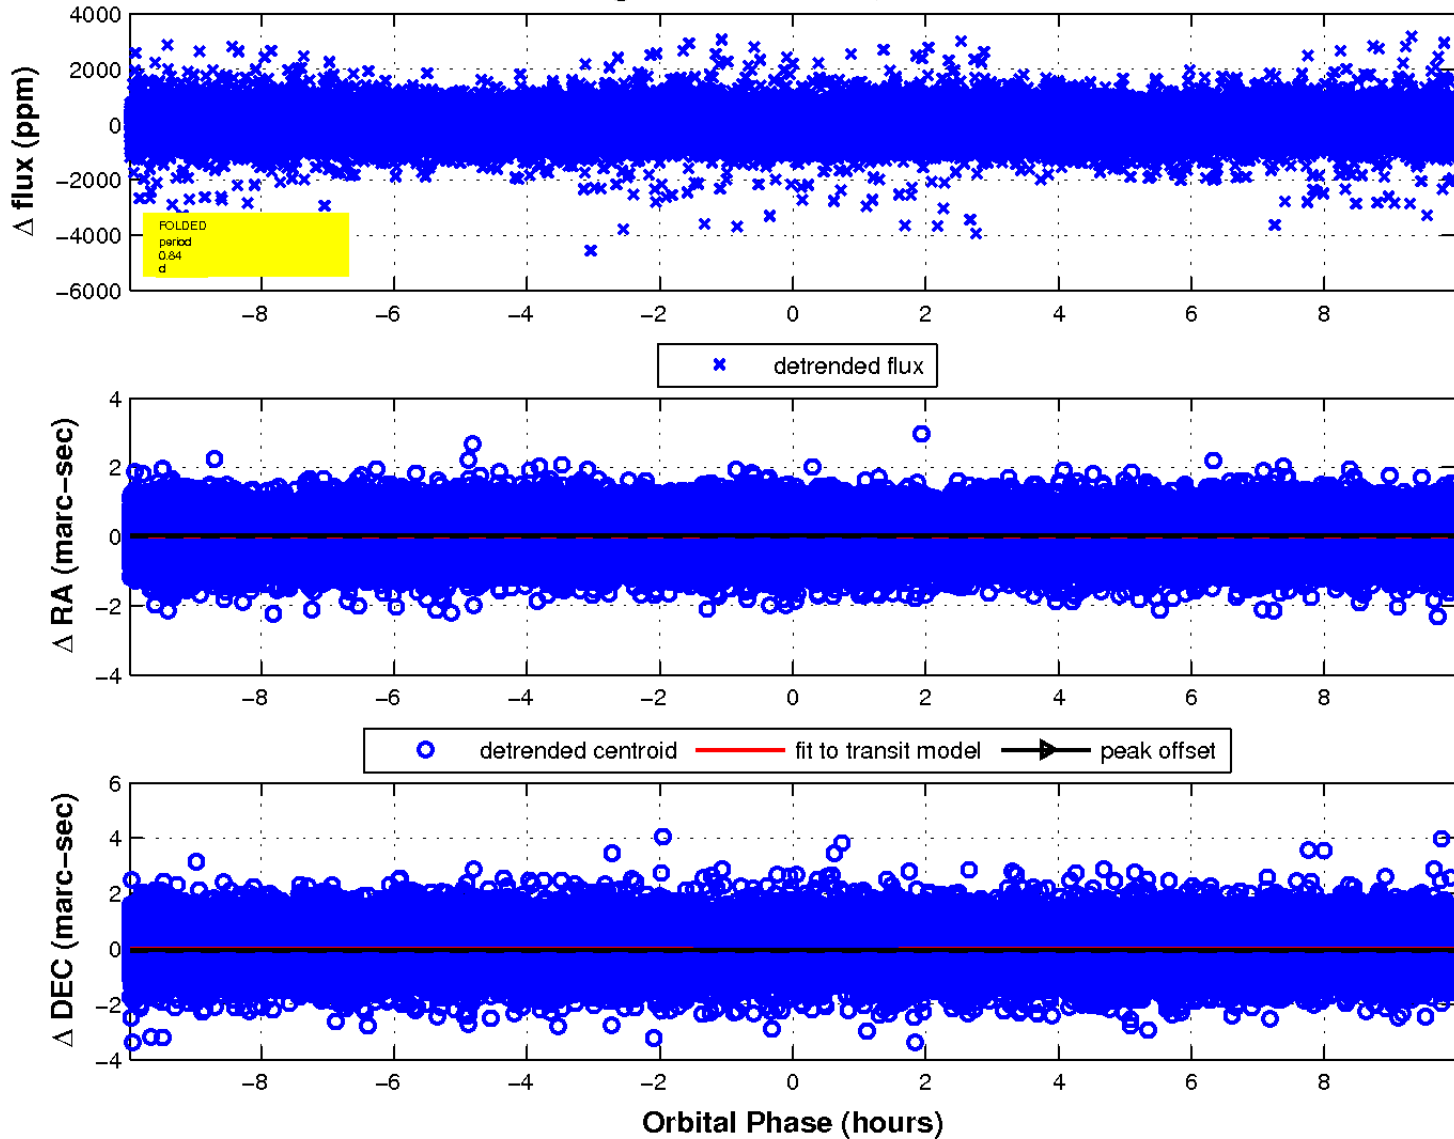 4000
2000
0
−2000
−4000
−6000
Δ flux (ppm)
FOLDED
period
0.84
d
−8 −6 −4 −2 0 2 4 6 8
detrended flux
4
2
0
−2
−4
Δ RA (marc−sec)
−8 −6 −4 −2 0 2 4 6 8
detrended centroid fit to transit model peak offset
6
4
2
0
−2
−4
Δ DEC (marc−sec)
−8 −6 −4 −2 0 2 4 6 8
Orbital Phase (hours)